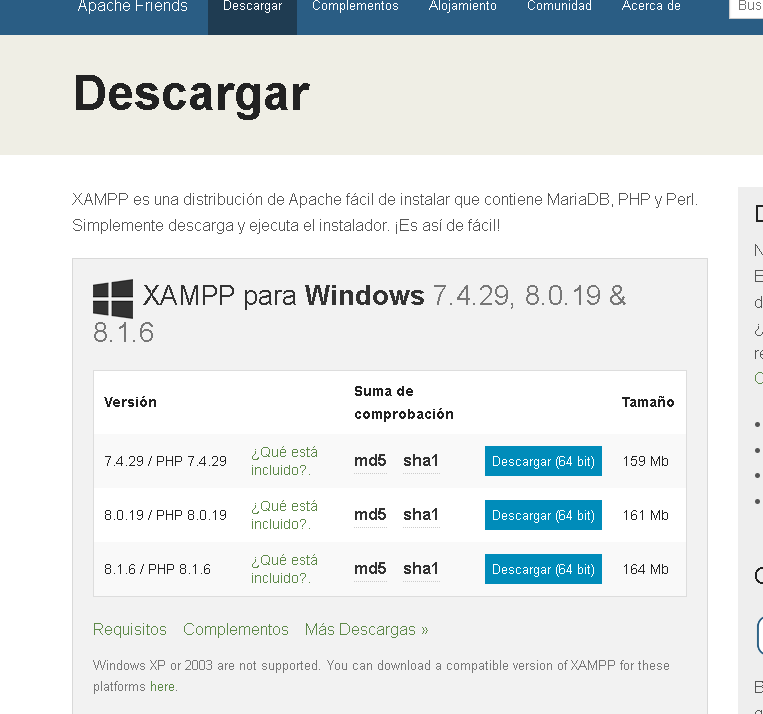 Apache Friends Descargar Complementos Alojamiento Comunidad Acerca de Bus
Descargar
XAMPP es una distribución de Apache fácil de instalar que contiene MariaDB, PHP y Perl.
Simplemente descarga y ejecuta el instalador. ¡Es así de fácil!
XAMPP para Windows 7.4.29, 8.0.19 &
8.1.6
Versión Suma de comprobación Tamaño
7.4.29 / PHP 7.4.29 ¿Qué está incluido?. md5 sha1 Descargar (64 bit) 159 Mb
8.0.19 / PHP 8.0.19 ¿Qué está incluido?. md5 sha1 Descargar (64 bit) 161 Mb
8.1.6 / PHP 8.1.6 ¿Qué está incluido?. md5 sha1 Descargar (64 bit) 164 Mb
Requisitos Complementos Más Descargas »
Windows XP or 2003 are not supported. You can download a compatible version of XAMPP for these
platforms here.